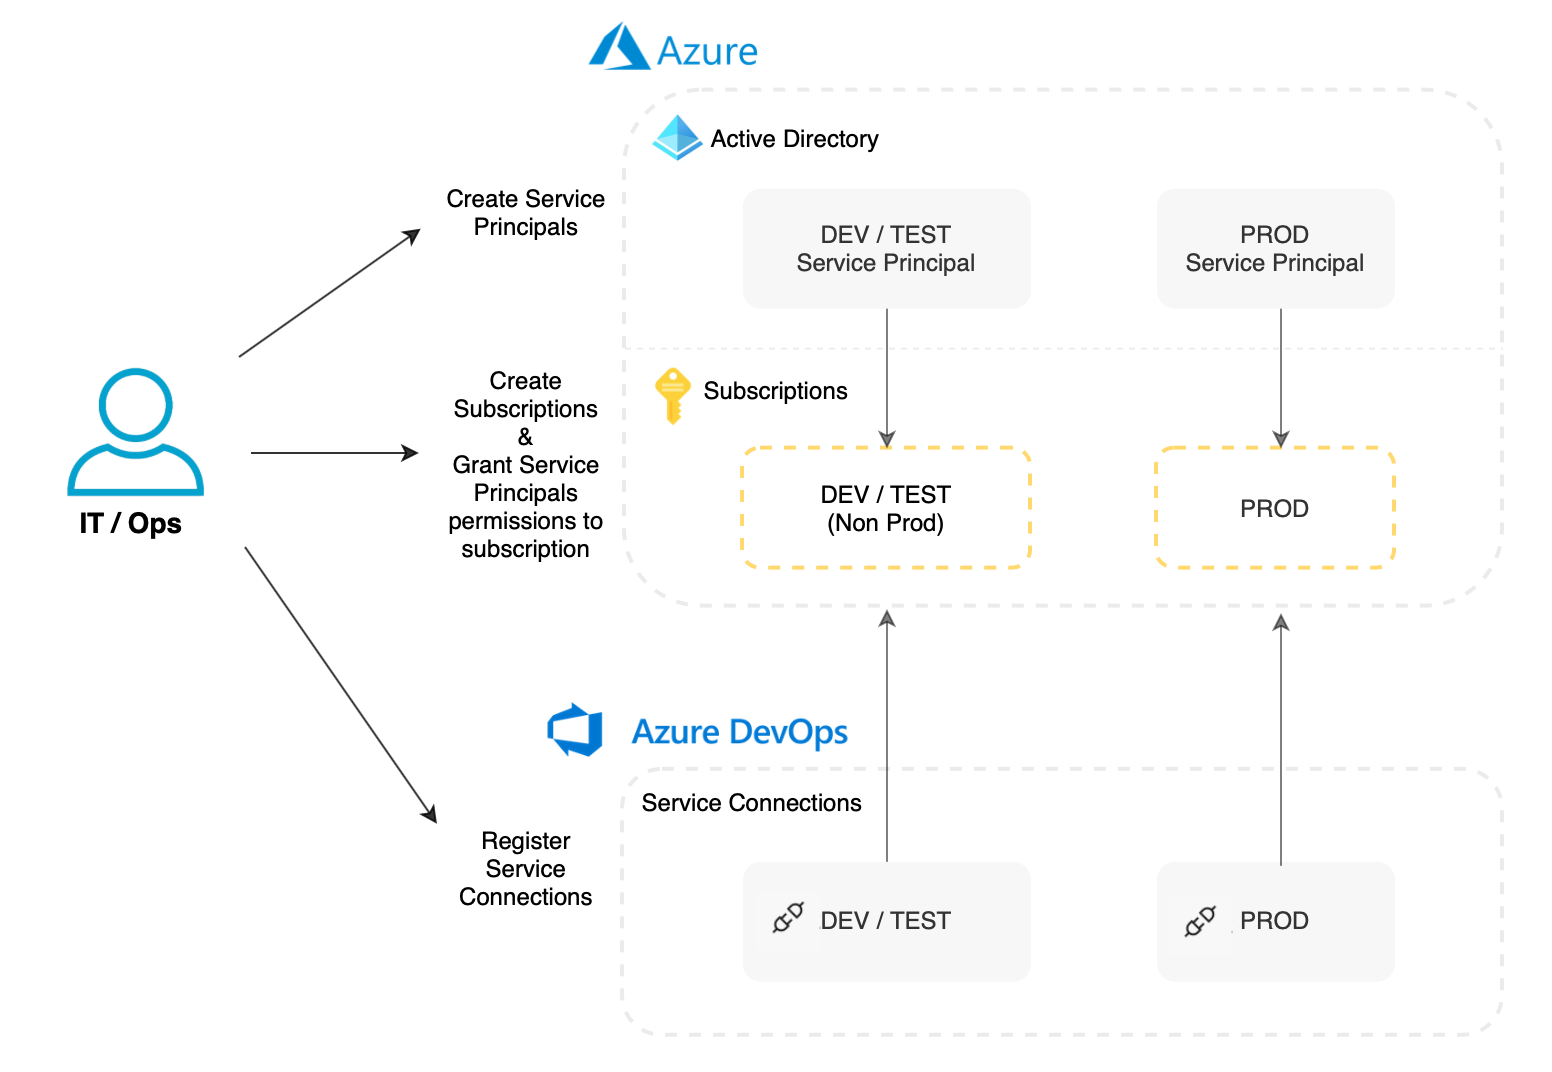 Azure
Active Directory
Create Service
Principals
DEV / TEST
Service Principal
PROD
Service Principal
Create
Subscriptions
&
Grant Service
Principals
permissions to
subscription
Subscriptions
IT / Ops
DEV / TEST
(Non Prod)
PROD
Azure DevOps
Service Connections
Register
Service
Connections
DEV / TEST
PROD